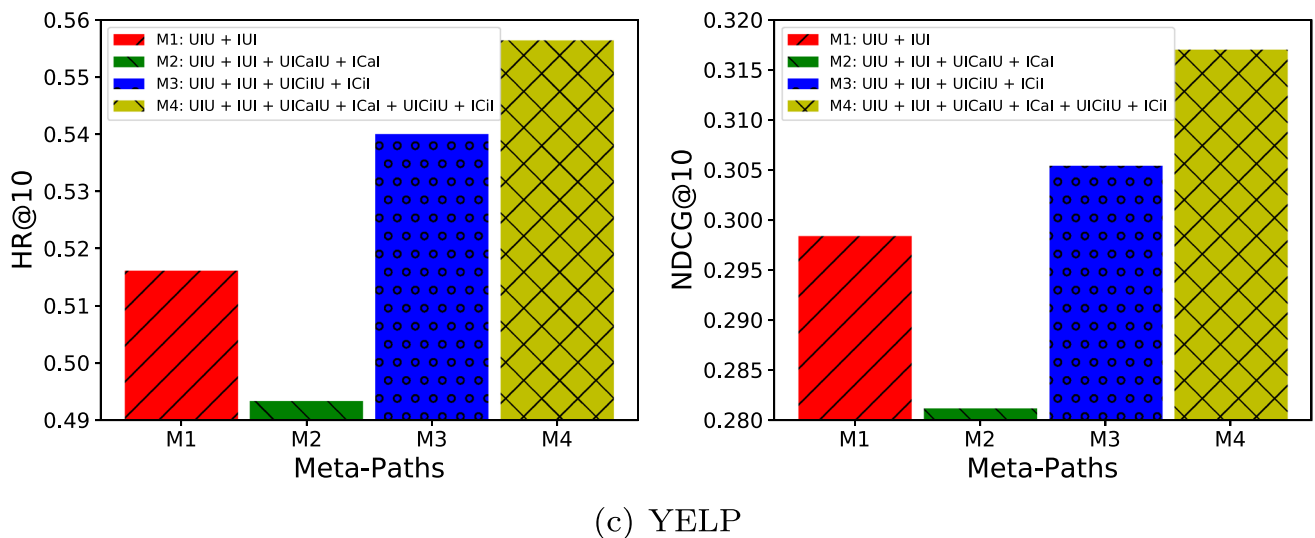 0.56
0.55
0.54
0.53
0.52
0.51
0.50
0.49
HR@10
M1: UIU + IUI
M2: UIU + IUI + UICaIU + ICaI
M3: UIU + IUI + UICiIU + ICiI
M4: UIU + IUI + UICaIU + ICaI + UICiIU + ICiI
M1 M2 M3 M4
Meta-Paths
0.320
0.315
0.310
0.305
0.300
0.295
0.290
0.285
0.280
NDCG@10
M1: UIU + IUI
M2: UIU + IUI + UICaIU + ICaI
M3: UIU + IUI + UICiIU + ICiI
M4: UIU + IUI + UICaIU + ICaI + UICiIU + ICiI
M1 M2 M3 M4
Meta-Paths
(c) YELP